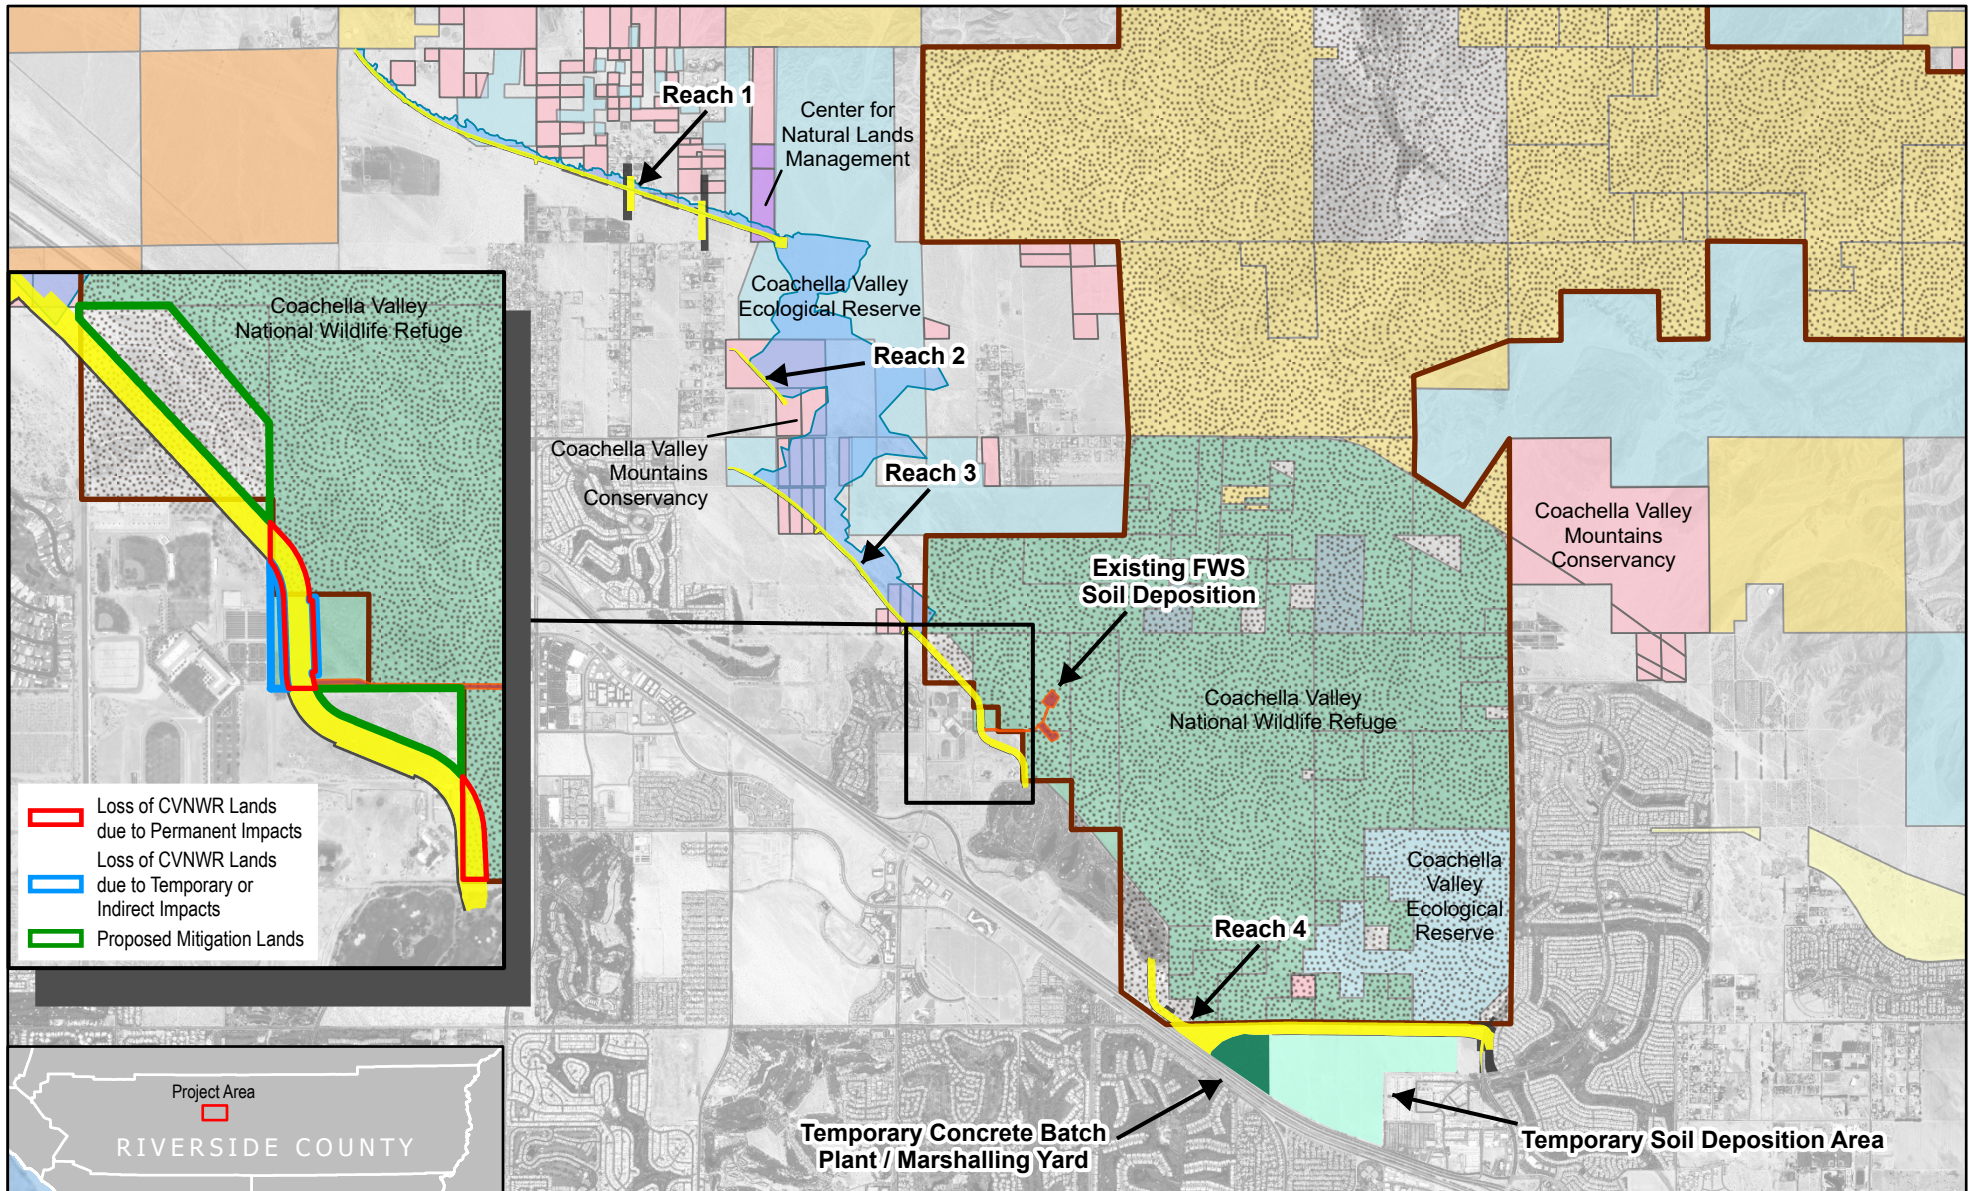 Reach 1
Center for
Natural Lands
Management
Coachella Valley
Ecological Reserve
Reach 2
Coachella Valley
Mountains
Conservancy
Reach 3
Coachella Valley
Mountains
Conservancy
Existing FWS
Soil Deposition
Coachella Valley
National Wildlife Refuge
Coachella
Valley
Ecological
Reserve
Reach 4
Temporary Concrete Batch
Plant / Marshalling Yard
Temporary Soil Deposition Area
Coachella Valley
National Wildlife Refuge
Loss of CVNWR Lands
due to Permanent Impacts
Loss of CVNWR Lands
due to Temporary or
Indirect Impacts
Proposed Mitigation Lands
Project Area
RIVERSIDE COUNTY